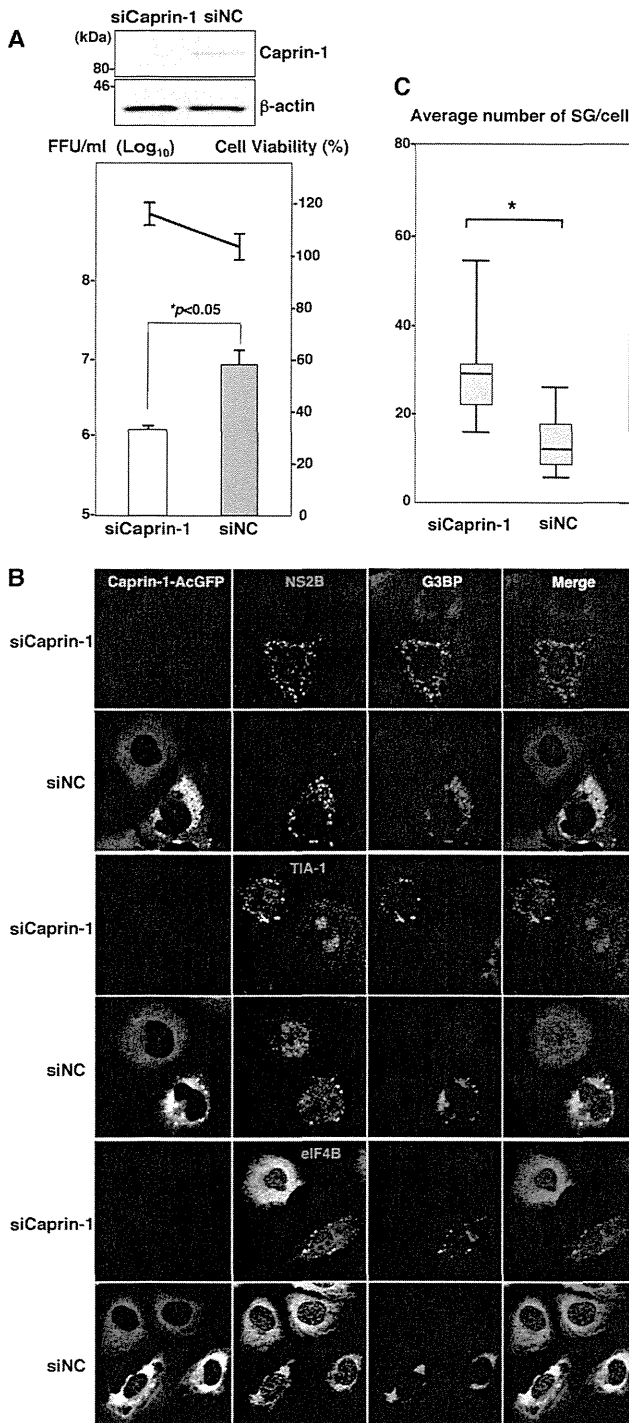 A
siCaprin-1 siNC
(kDa)
80
Caprin-1
46
β-actin
FFU/ml (Log10) Cell Viability (%)
8
7
6
5
120
100
80
60
40
20
0
*p<0.05
siCaprin-1 siNC
C
Average number of SG/cell
80
60
40
20
0
*
siCaprin-1 siNC
B
Caprin-1-AcGFP NS2B G3BP Merge
siCaprin-1
siNC
TIA-1
siCaprin-1
siNC
eIF4B
siCaprin-1
siNC